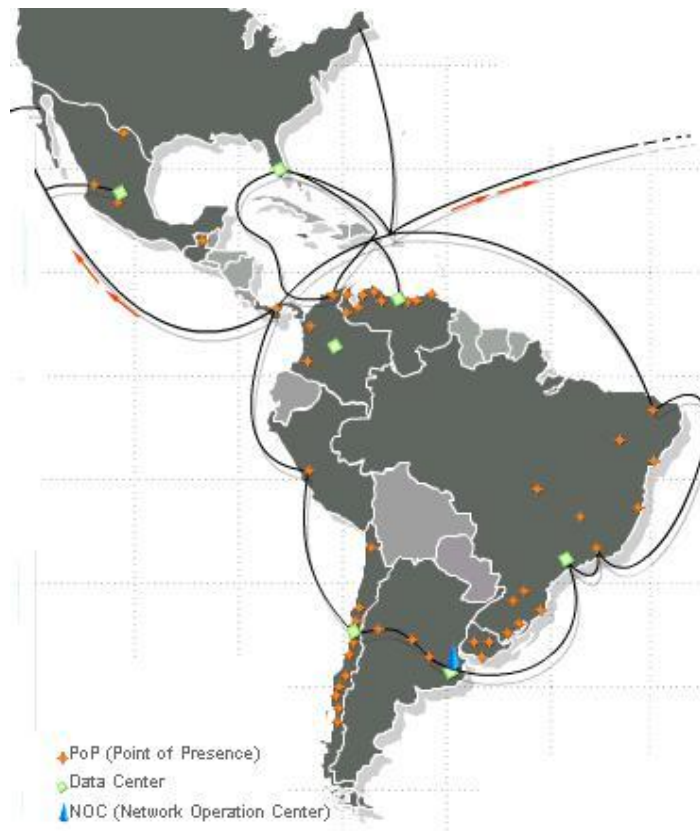 PoP (Point of Presence)
Data Center
NOC (Network Operation Center)